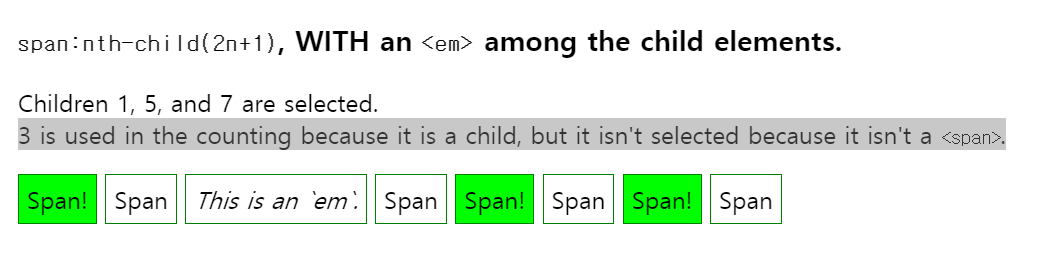 span:nth-child(2n+1), WITH an <em> among the child elements.
Children 1, 5, and 7 are selected.
3 is used in the counting because it is a child, but it isn't selected because it isn't a <span>.
Span! Span This is an `em`. Span Span! Span Span! Span